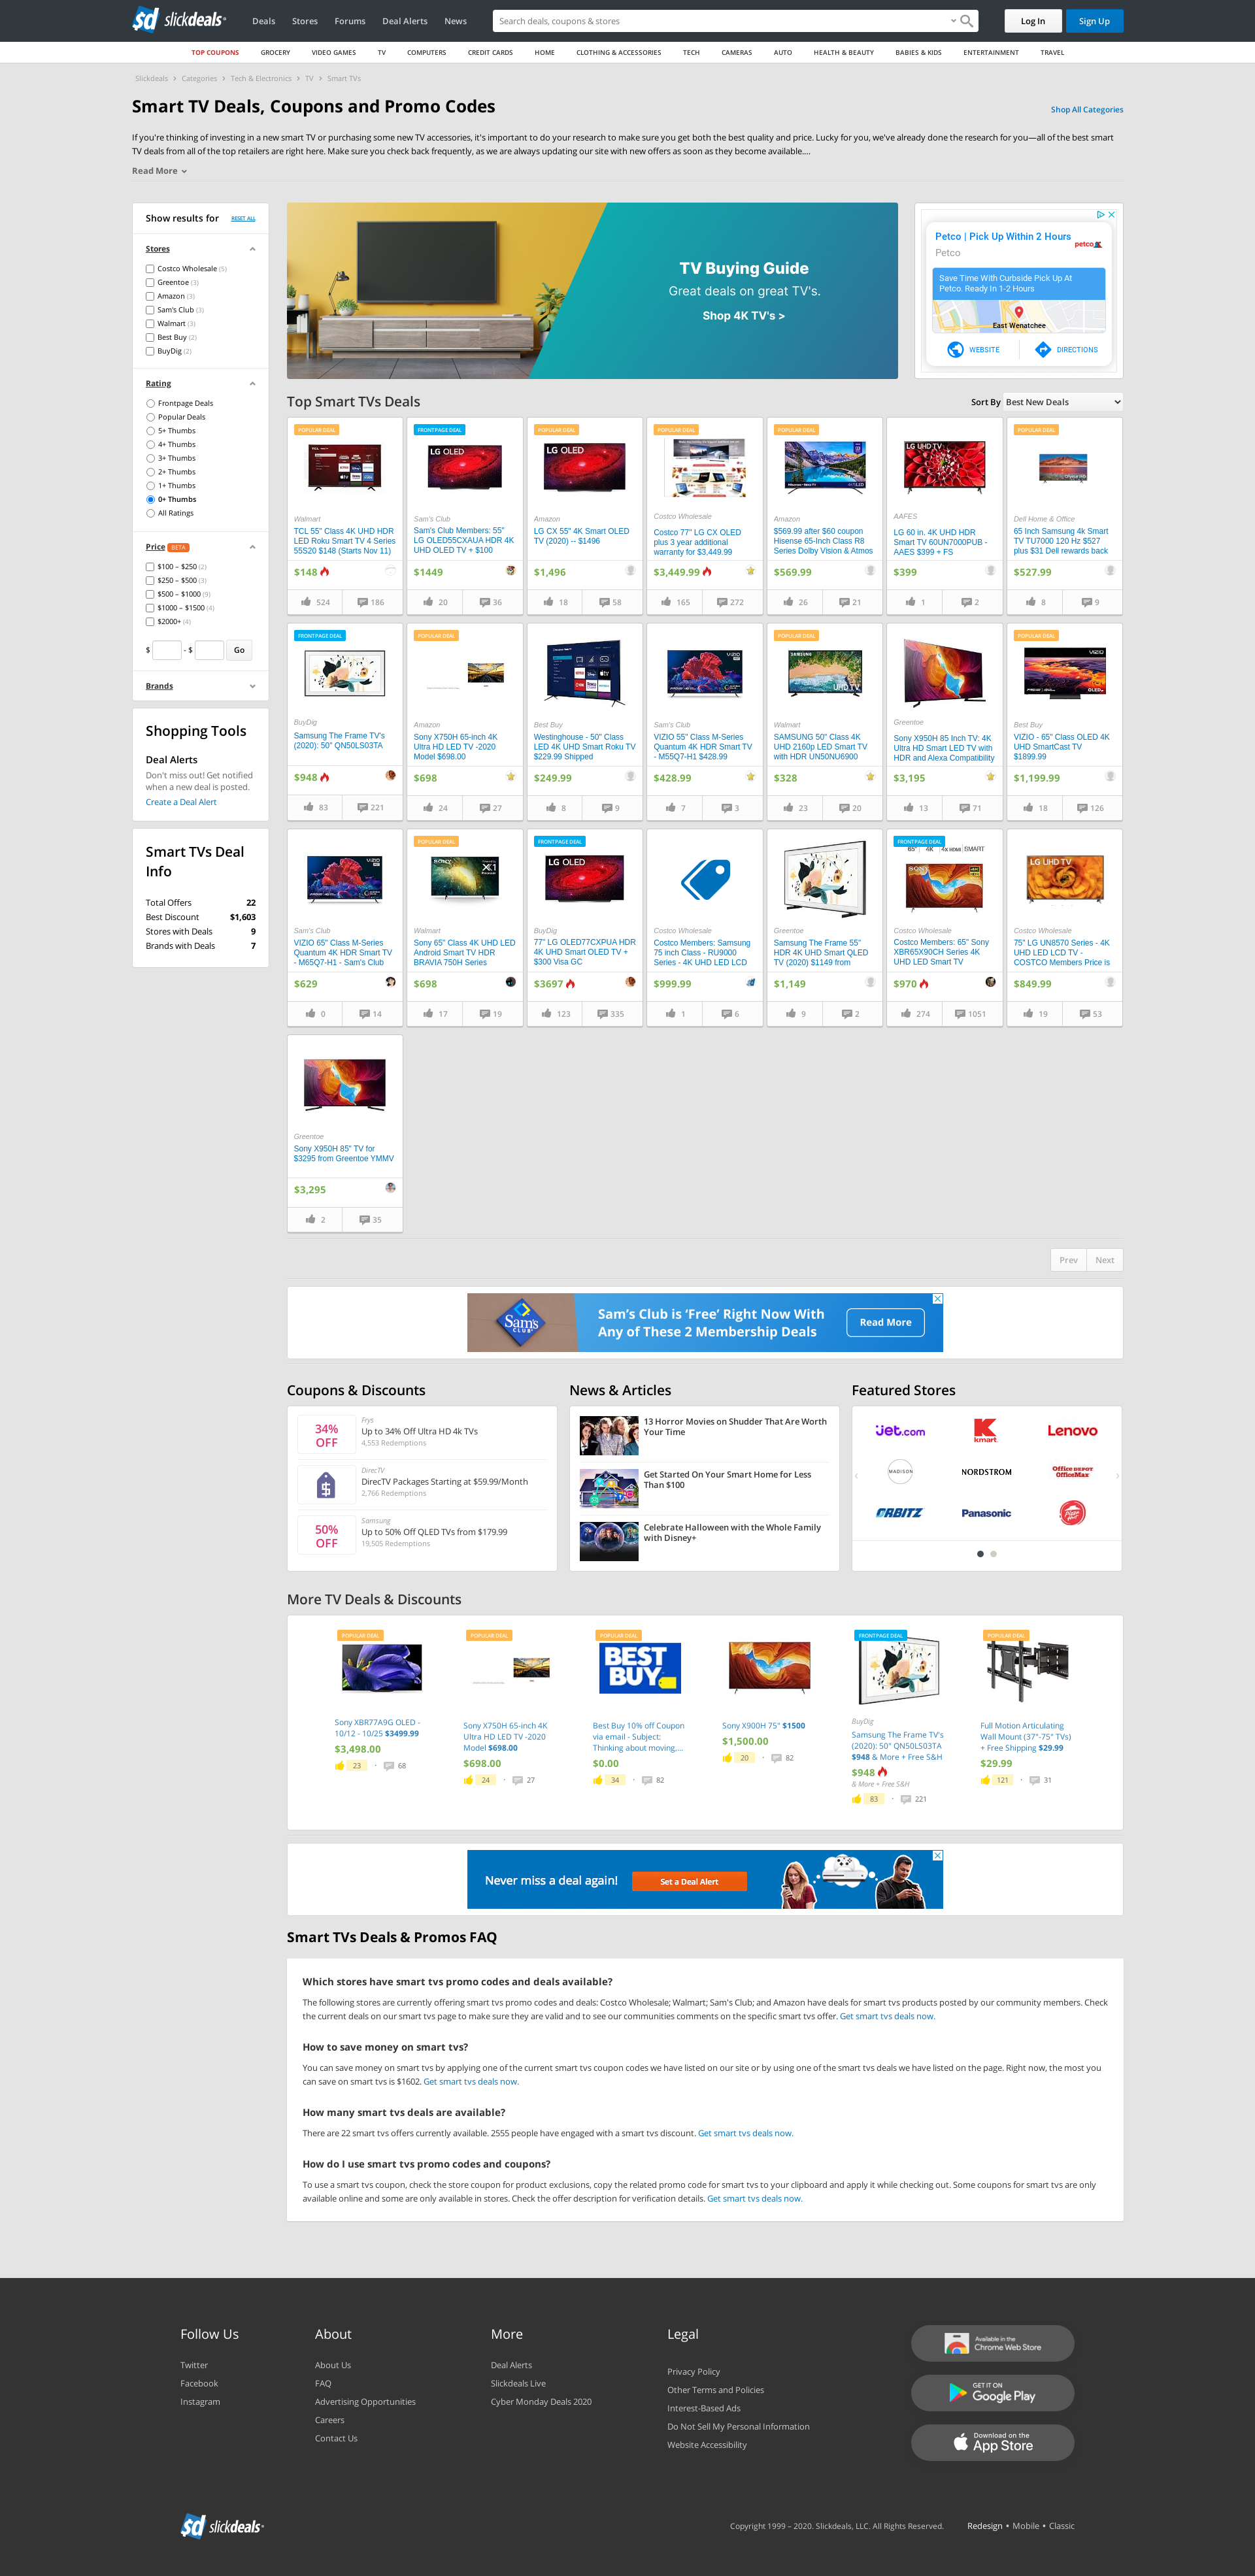 slickdeals
Deals Stores Forums Deal Alerts News
Search deals, coupons & stores
Log In Sign Up
TOP COUPONS GROCERY VIDEO GAMES TV COMPUTERS CREDIT CARDS HOME CLOTHING & ACCESSORIES TECH CAMERAS AUTO HEALTH & BEAUTY BABIES & KIDS ENTERTAINMENT TRAVEL
Slickdeals > Categories > Tech & Electronics > TV > Smart TVs
Smart TV Deals, Coupons and Promo Codes
Shop All Categories
If you're thinking of investing in a new smart TV or purchasing some new TV accessories, it's important to do your research to make sure you get both the best quality and price. Lucky for you, we've already done the research for you—all of the best smart
TV deals from all of the top retailers are right here. Make sure you check back frequently, as we are always updating our site with new offers as soon as they become available....
Read More
Show results for RESET ALL
Stores
Costco Wholesale (5)
Greentoe (3)
Amazon (3)
Sam's Club (3)
Walmart (3)
Best Buy (2)
BuyDig (2)
Rating
Frontpage Deals
Popular Deals
5+ Thumbs
4+ Thumbs
3+ Thumbs
2+ Thumbs
1+ Thumbs
0+ Thumbs
All Ratings
Price BETA
$100 – $250 (2)
$250 – $500 (3)
$500 – $1000 (9)
$1000 – $1500 (4)
$2000+ (4)
$ - $ Go
Brands
Shopping Tools
Deal Alerts
Don't miss out! Get notified
when a new deal is posted.
Create a Deal Alert
Smart TVs Deal
Info
Total Offers 22
Best Discount $1,603
Stores with Deals 9
Brands with Deals 7
TV Buying Guide
Great deals on great TV's.
Shop 4K TV's >
Petco | Pick Up Within 2 Hours
Petco
petco
Save Time With Curbside Pick Up At
Petco. Ready In 1-2 Hours
East Wenatchee
WEBSITE DIRECTIONS
Top Smart TVs Deals
Sort By Best New Deals
POPULAR DEAL
Walmart
TCL 55" Class 4K UHD HDR
LED Roku Smart TV 4 Series
55S20 $148 (Starts Nov 11)
$148
524 186
FRONTPAGE DEAL
LG OLED
Sam's Club
Sam's Club Members: 55"
LG OLED55CXAUA HDR 4K
UHD OLED TV + $100
$1449
20 36
POPULAR DEAL
LG OLED
Amazon
LG CX 55" 4K Smart OLED
TV (2020) -- $1496
$1,496
18 58
POPULAR DEAL
Costco Wholesale
Costco 77" LG CX OLED
plus 3 year additional
warranty for $3,449.99
$3,449.99
165 272
POPULAR DEAL
Amazon
$569.99 after $60 coupon
Hisense 65-Inch Class R8
Series Dolby Vision & Atmos
$569.99
26 21
LG UHD TV
AAFES
LG 60 in. 4K UHD HDR
Smart TV 60UN7000PUB -
AAES $399 + FS
$399
1 2
POPULAR DEAL
Dell Home & Office
65 Inch Samsung 4k Smart
TV TU7000 120 Hz $527
plus $31 Dell rewards back
$527.99
8 9
FRONTPAGE DEAL
BuyDig
Samsung The Frame TV's
(2020): 50" QN50LS03TA
$948
83 221
POPULAR DEAL
Amazon
Sony X750H 65-inch 4K
Ultra HD LED TV -2020
Model $698.00
$698
24 27
Best Buy
Westinghouse - 50" Class
LED 4K UHD Smart Roku TV
$229.99 Shipped
$249.99
8 9
VIZIO
Sam's Club
VIZIO 55" Class M-Series
Quantum 4K HDR Smart TV
- M55Q7-H1 $428.99
$428.99
7 3
POPULAR DEAL
SAMSUNG
UHD TV
Walmart
SAMSUNG 50" Class 4K
UHD 2160p LED Smart TV
with HDR UN50NU6900
$328
23 20
Greentoe
Sony X950H 85 Inch TV: 4K
Ultra HD Smart LED TV with
HDR and Alexa Compatibility
$3,195
13 71
POPULAR DEAL
VIZIO
OLED
Best Buy
VIZIO - 65" Class OLED 4K
UHD SmartCast TV
$1899.99
$1,199.99
18 126
VIZIO
Sam's Club
VIZIO 65" Class M-Series
Quantum 4K HDR Smart TV
- M65Q7-H1 - Sam's Club
$629
0 14
POPULAR DEAL
SONY
X1
Walmart
Sony 65" Class 4K UHD LED
Android Smart TV HDR
BRAVIA 750H Series
$698
17 19
FRONTPAGE DEAL
LG OLED
BuyDig
77" LG OLED77CXPUA HDR
4K UHD Smart OLED TV +
$300 Visa GC
$3697
123 335
Costco Wholesale
Costco Members: Samsung
75 inch Class - RU9000
Series - 4K UHD LED LCD
$999.99
1 6
Greentoe
Samsung The Frame 55"
HDR 4K UHD Smart QLED
TV (2020) $1149 from
$1,149
9 2
FRONTPAGE DEAL
65" 4K 4x HDMI SMART
SONY
Costco Wholesale
Costco Members: 65" Sony
XBR65X90CH Series 4K
UHD LED Smart TV
$970
274 1051
LG UHD TV
Costco Wholesale
75" LG UN8570 Series - 4K
UHD LED LCD TV -
COSTCO Members Price is
$849.99
19 53
Greentoe
Sony X950H 85" TV for
$3295 from Greentoe YMMV
$3,295
2 35
Prev Next
Sam's CLUB
Sam's Club is 'Free' Right Now With
Any of These 2 Membership Deals
Read More
Coupons & Discounts
34%
OFF
Frys
Up to 34% Off Ultra HD 4k TVs
4,553 Redemptions
DirecTV
DirecTV Packages Starting at $59.99/Month
2,766 Redemptions
50%
OFF
Samsung
Up to 50% Off QLED TVs from $179.99
19,505 Redemptions
News & Articles
13 Horror Movies on Shudder That Are Worth
Your Time
Get Started On Your Smart Home for Less
Than $100
Celebrate Halloween with the Whole Family
with Disney+
Featured Stores
jet.com kmart Lenovo
MADISON NORDSTROM Office DEPOT OfficeMax
ORBITZ Panasonic Pizza Hut
More TV Deals & Discounts
POPULAR DEAL
Sony XBR77A9G OLED -
10/12 - 10/25 $3499.99
$3,498.00
23 · 68
POPULAR DEAL
Sony X750H 65-inch 4K
Ultra HD LED TV -2020
Model $698.00
$698.00
24 · 27
POPULAR DEAL
BEST
BUY
Best Buy 10% off Coupon
via email - Subject:
Thinking about moving,...
$0.00
34 · 82
Sony X900H 75" $1500
$1,500.00
20 · 82
FRONTPAGE DEAL
BuyDig
Samsung The Frame TV's
(2020): 50" QN50LS03TA
$948 & More + Free S&H
$948
& More + Free S&H
83 · 221
POPULAR DEAL
Full Motion Articulating
Wall Mount (37"-75" TVs)
+ Free Shipping $29.99
$29.99
121 · 31
Never miss a deal again!
Set a Deal Alert
Smart TVs Deals & Promos FAQ
Which stores have smart tvs promo codes and deals available?
The following stores are currently offering smart tvs promo codes and deals: Costco Wholesale; Walmart; Sam's Club; and Amazon have deals for smart tvs products posted by our community members. Check
the current deals on our smart tvs page to make sure they are valid and to see our communities comments on the specific smart tvs offer. Get smart tvs deals now.
How to save money on smart tvs?
You can save money on smart tvs by applying one of the current smart tvs coupon codes we have listed on our site or by using one of the smart tvs deals we have listed on the page. Right now, the most you
can save on smart tvs is $1602. Get smart tvs deals now.
How many smart tvs deals are available?
There are 22 smart tvs offers currently available. 2555 people have engaged with a smart tvs discount. Get smart tvs deals now.
How do I use smart tvs promo codes and coupons?
To use a smart tvs coupon, check the store coupon for product exclusions, copy the related promo code for smart tvs to your clipboard and apply it while checking out. Some coupons for smart tvs are only
available online and some are only available in stores. Check the offer description for verification details. Get smart tvs deals now.
Follow Us
Twitter
Facebook
Instagram
About
About Us
FAQ
Advertising Opportunities
Careers
Contact Us
More
Deal Alerts
Slickdeals Live
Cyber Monday Deals 2020
Legal
Privacy Policy
Other Terms and Policies
Interest-Based Ads
Do Not Sell My Personal Information
Website Accessibility
Available in the
Chrome Web Store
GET IT ON
Google Play
Download on the
App Store
slickdeals
Copyright 1999 – 2020. Slickdeals, LLC. All Rights Reserved. Redesign • Mobile • Classic